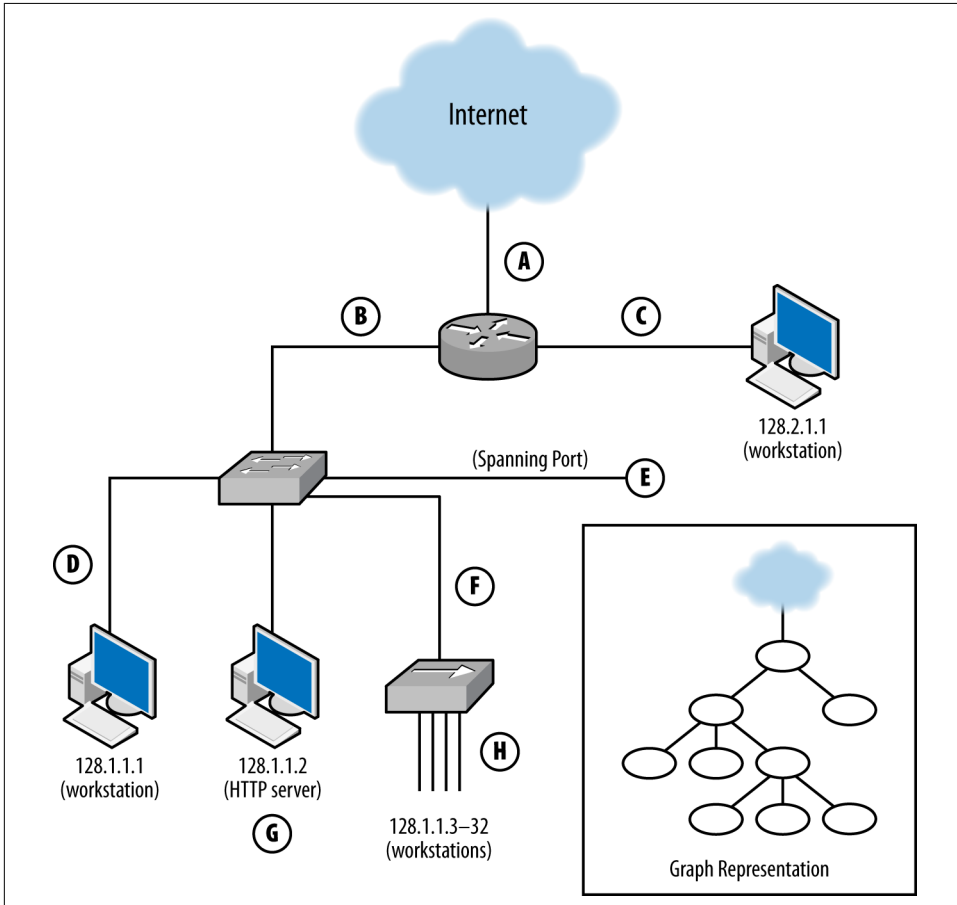 Internet
A
B
C
128.2.1.1
(workstation)
(Spanning Port)
E
D
F
128.1.1.1
(workstation)
128.1.1.2
(HTTP server)
G
H
128.1.1.3–32
(workstations)
Graph Representation